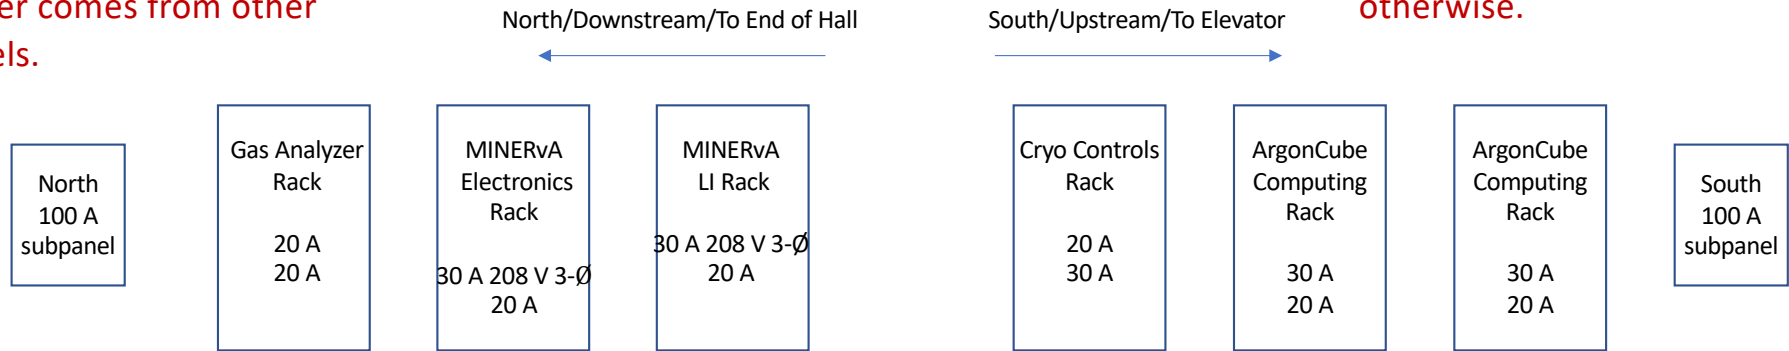 er comes from other
els.
North/Downstream/To End of Hall
South/Upstream/To Elevator
otherwise.
North
100 A
subpanel
Gas Analyzer
Rack
20 A
20 A
MINERvA
Electronics
Rack
30 A 208 V 3-Ø
20 A
MINERvA
LI Rack
30 A 208 V 3-Ø
20 A
Cryo Controls
Rack
20 A
30 A
ArgonCube
Computing
Rack
30 A
20 A
ArgonCube
Computing
Rack
30 A
20 A
South
100 A
subpanel